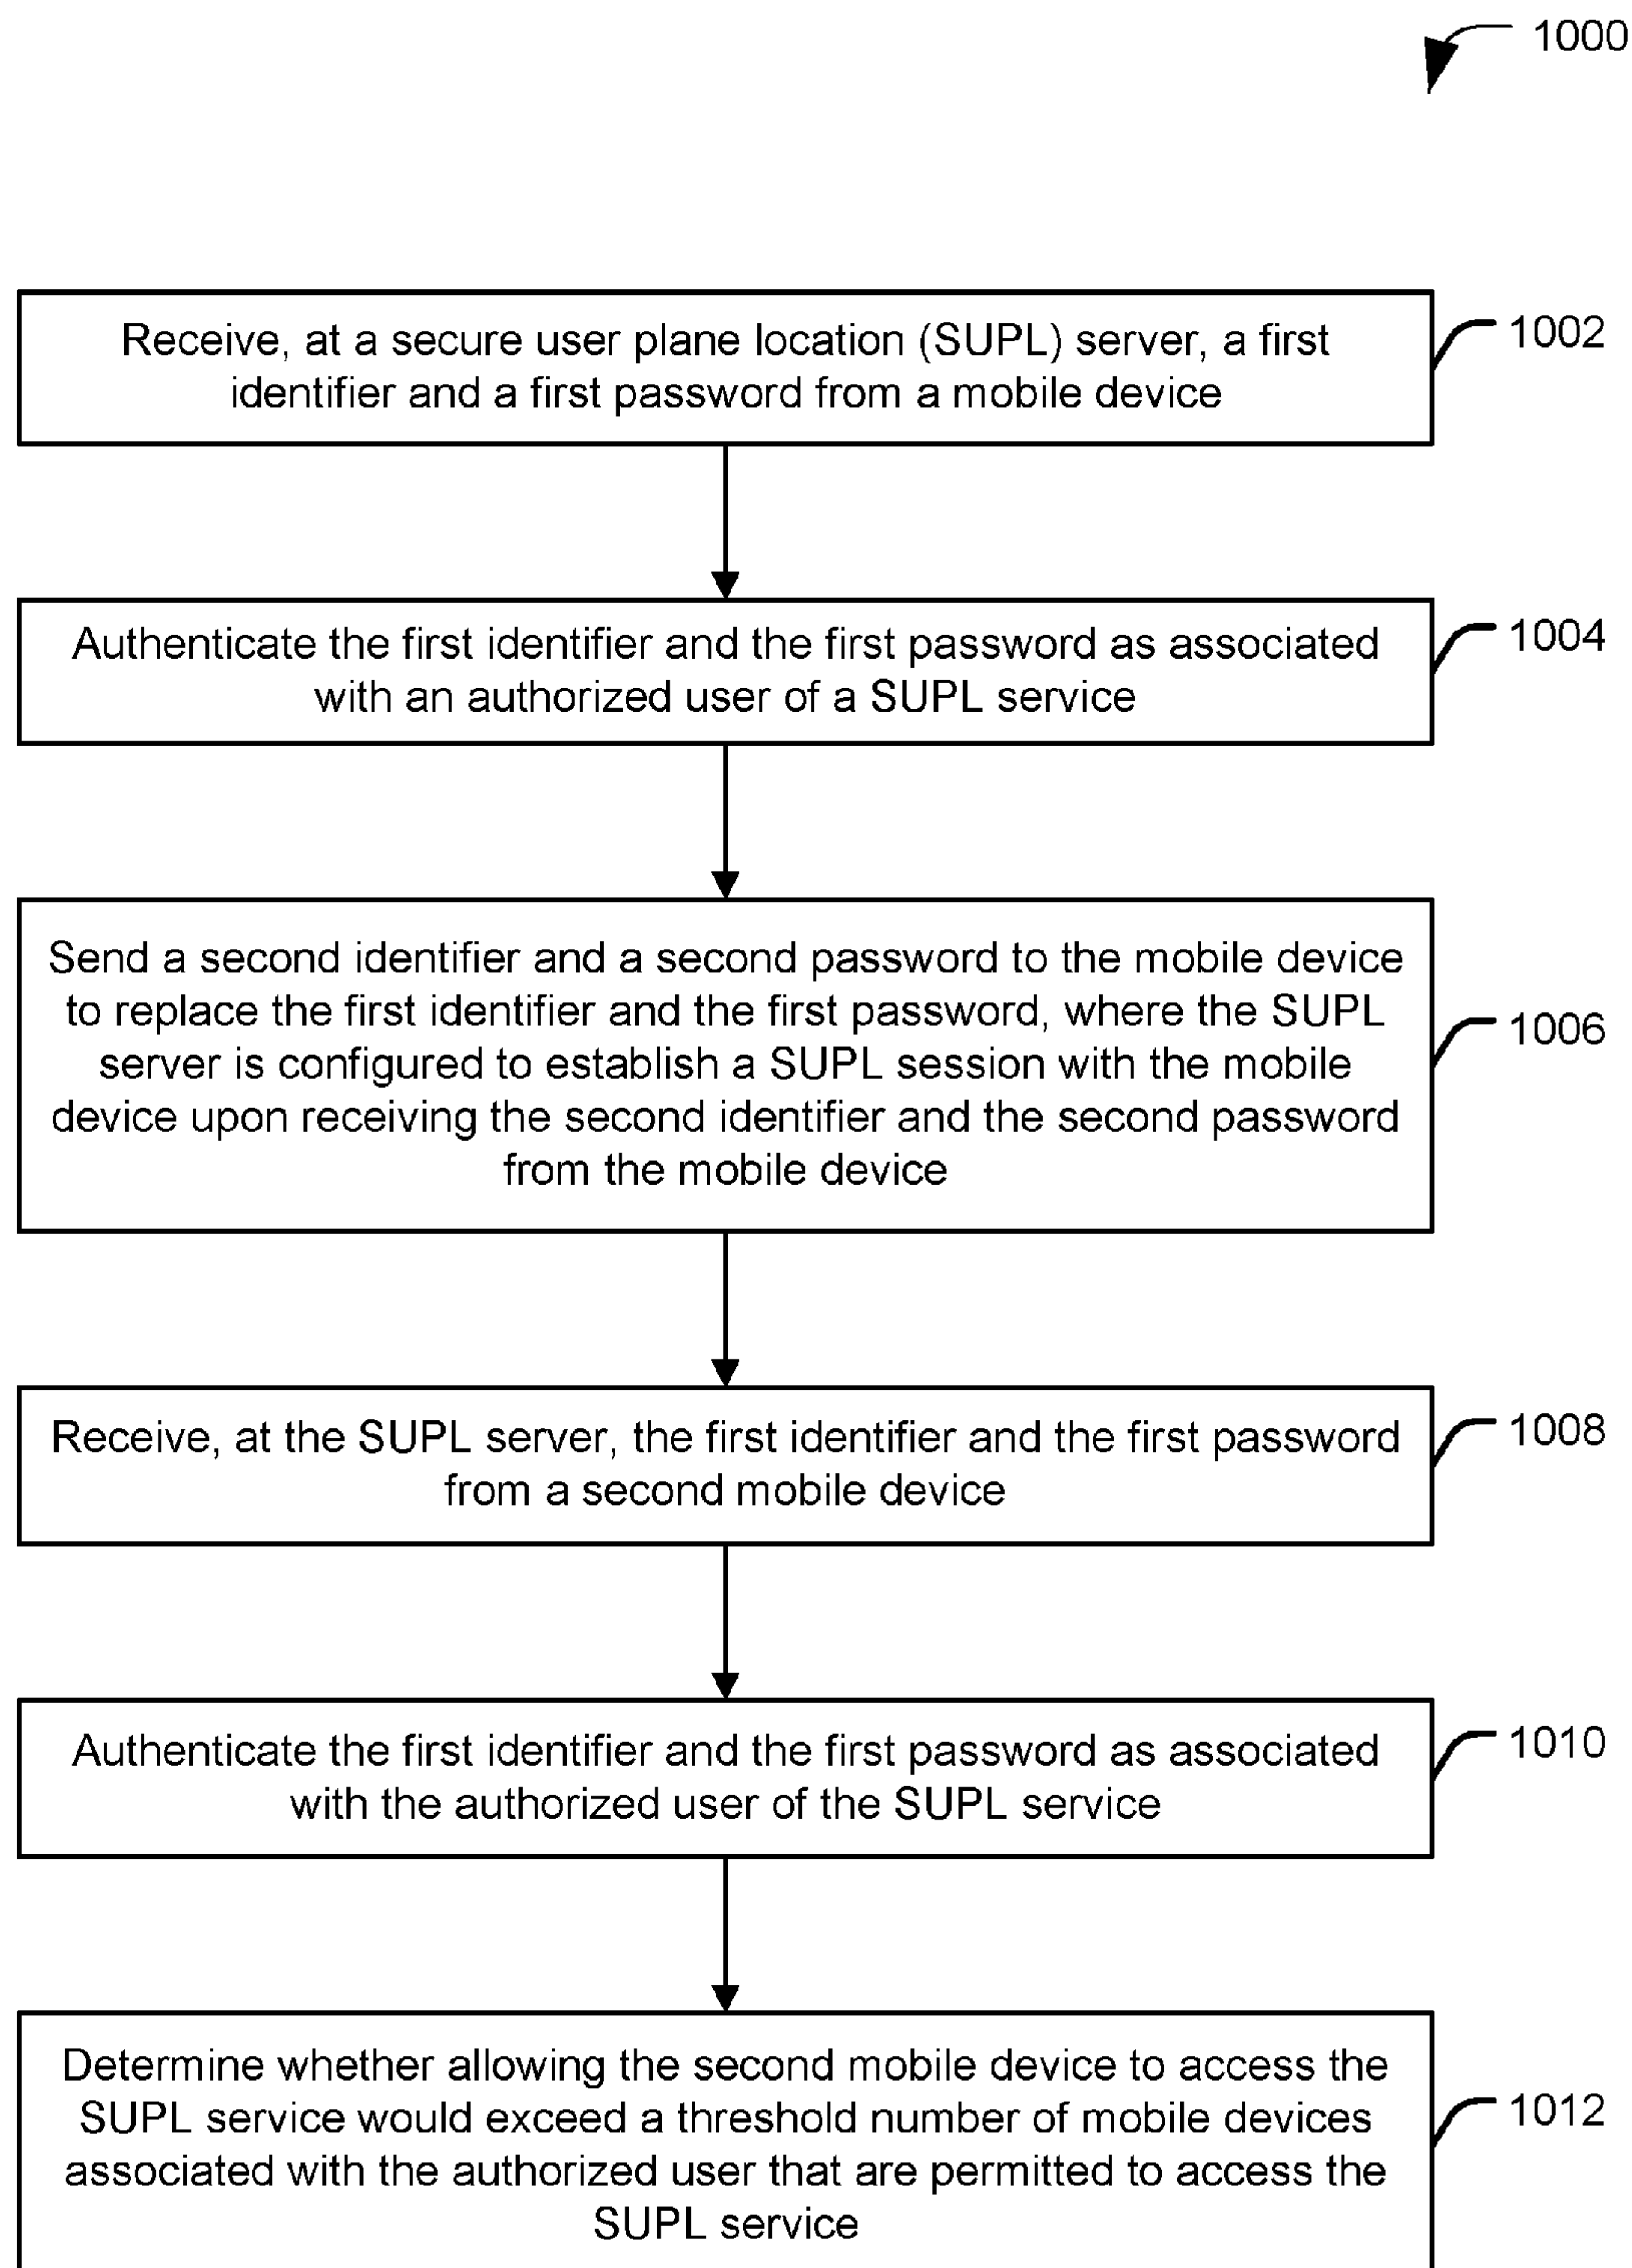 1000
Receive, at a secure user plane location (SUPL) server, a first
identifier and a first password from a mobile device
1002
Authenticate the first identifier and the first password as associated
with an authorized user of a SUPL service
1004
Send a second identifier and a second password to the mobile device
to replace the first identifier and the first password, where the SUPL
server is configured to establish a SUPL session with the mobile
device upon receiving the second identifier and the second password
from the mobile device
1006
Receive, at the SUPL server, the first identifier and the first password
from a second mobile device
1008
Authenticate the first identifier and the first password as associated
with the authorized user of the SUPL service
1010
Determine whether allowing the second mobile device to access the
SUPL service would exceed a threshold number of mobile devices
associated with the authorized user that are permitted to access the
SUPL service
1012